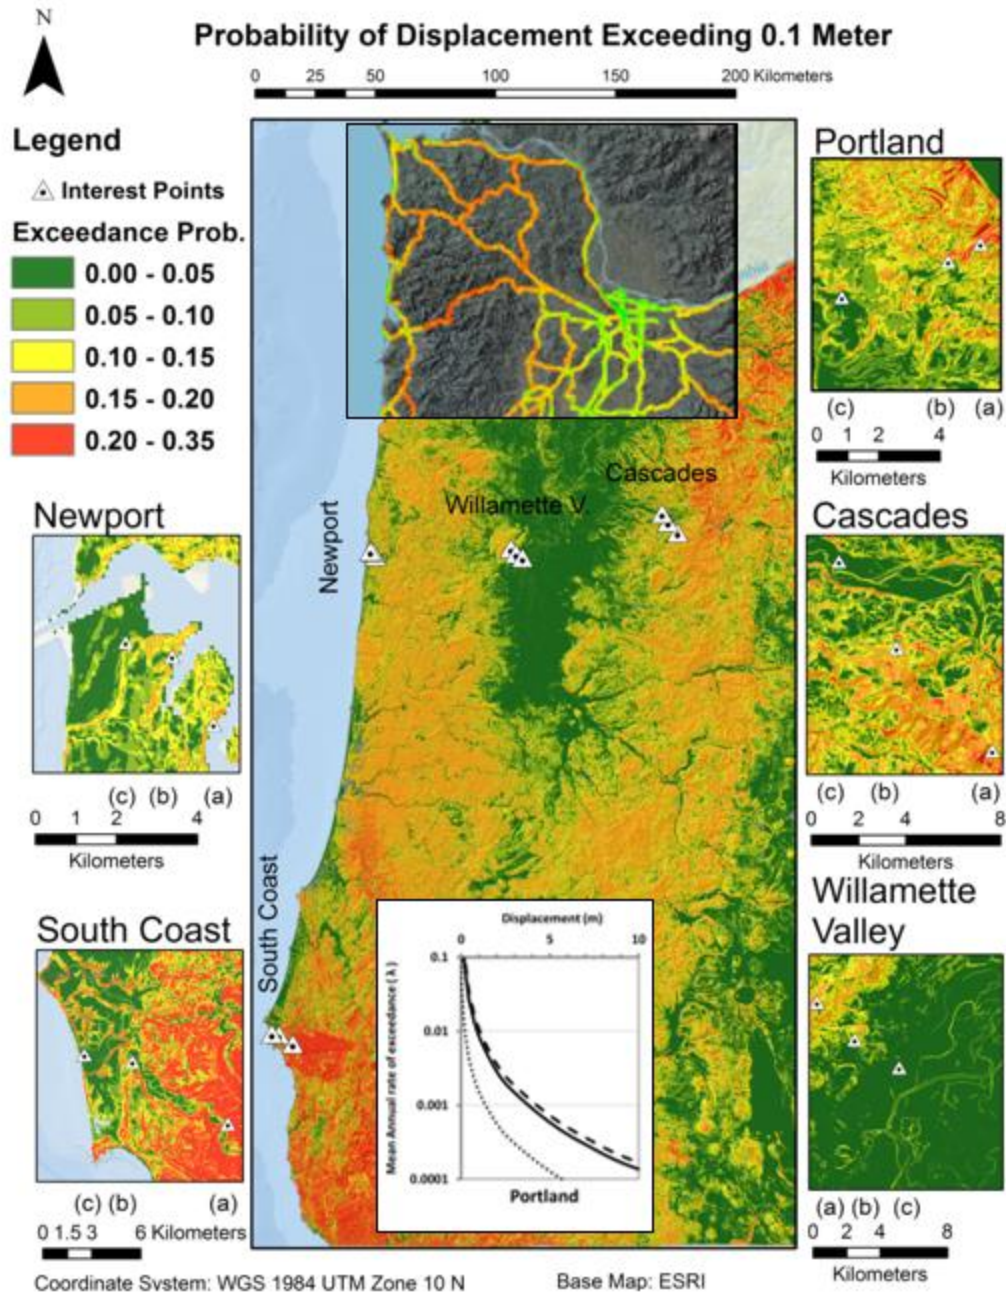 N
Probability of Displacement Exceeding 0.1 Meter
0 25 50 100 150 200 Kilometers
Legend
Interest Points
Exceedance Prob.
0.00 - 0.05
0.05 - 0.10
0.10 - 0.15
0.15 - 0.20
0.20 - 0.35
Portland
(c) (b) (a)
0 1 2 4
Kilometers
Newport
(c) (b) (a)
0 1 2 4
Kilometers
Newport
Willamette V.
Cascades
Cascades
(c) (b) (a)
0 2 4 8
Kilometers
South Coast
(c) (b) (a)
0 1.5 3 6 Kilometers
South Coast
Displacement (m)
0 5 10
Mean Annual rate of exceedance (λ)
0.1
0.01
0.001
0.0001
Portland
Willamette
Valley
(a) (b) (c)
0 2 4 8
Kilometers
Coordinate System: WGS 1984 UTM Zone 10 N
Base Map: ESRI